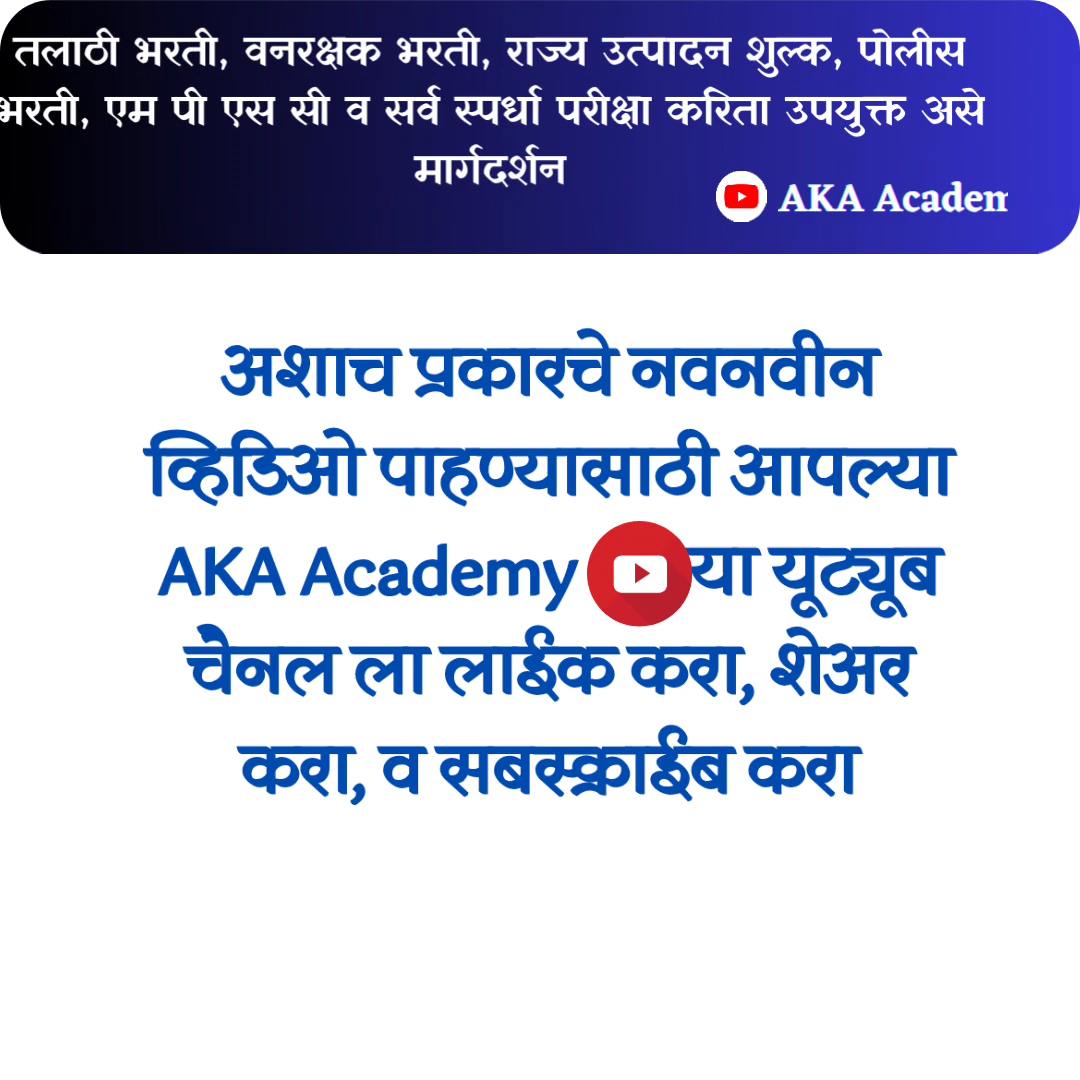 तलाठी भरती, वनरक्षक भरती, राज्य उत्पादन शुल्क, पोलीस
भरती, एम पी एस सी व सर्व स्पर्धा परीक्षा करिता उपयुक्त असे
मार्गदर्शन
AKA Academ
अशाच प्रकारचे नवनवीन
व्हिडिओ पाहण्यासाठी आपल्या
AKA Academy या यूट्यूब
चॅनल ला लाईक करा, शेअर
करा, व सबस्क्राईब करा